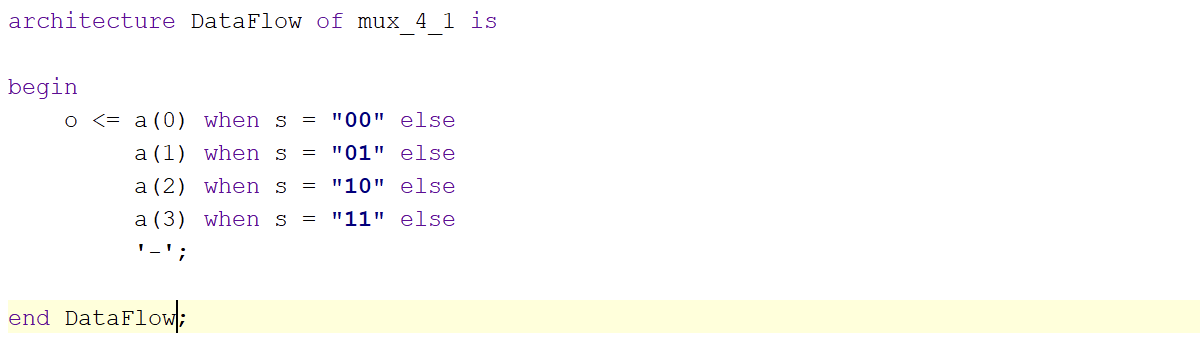 architecture DataFlow of mux_4_1 is
begin
o <= a(0) when s = "00" else
a(1) when s = "01" else
a(2) when s = "10" else
a(3) when s = "11" else
'-';
end DataFlow;